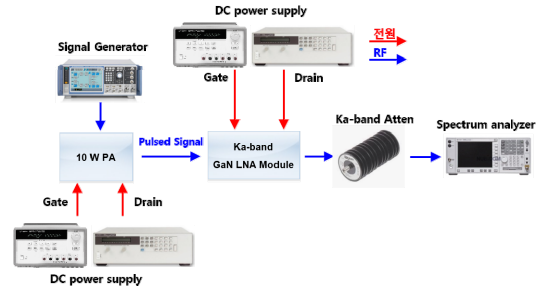 DC power supply
Signal Generator
전원
RF
Gate
Drain
Ka-band Atten
Spectrum analyzer
10 W PA
Pulsed Signal
Ka-band
GaN LNA Module
Gate
Drain
DC power supply